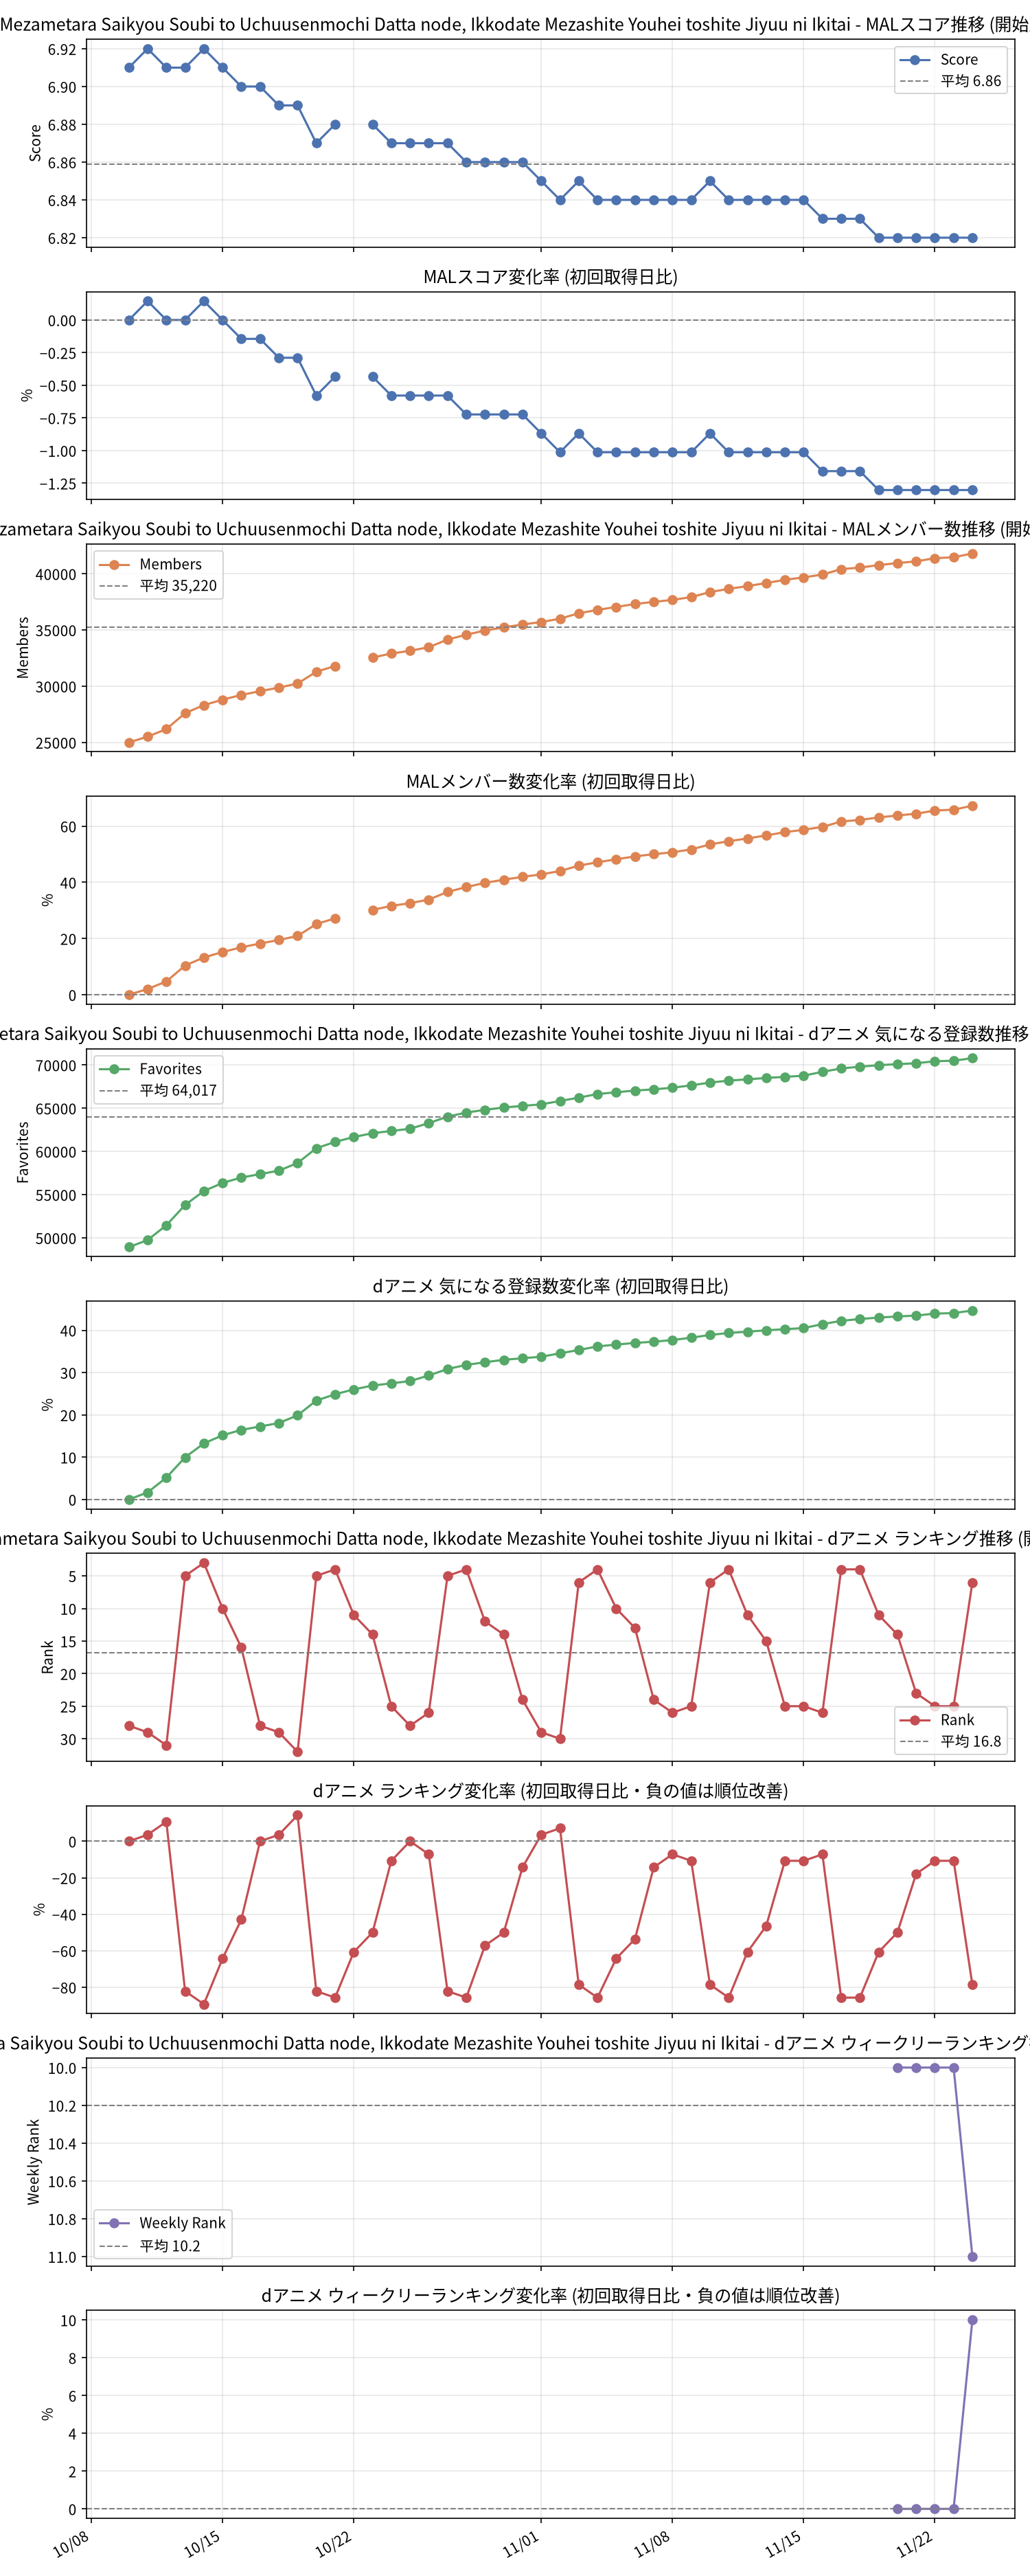 Mezametara Saikyou Soubi to Uchuusenmochi Datta node, Ikkodate Mezashite Youhei toshite Jiyuu ni Ikitai - MALスコア推移 (開始
6.92
6.90
6.88
6.86
6.84
6.82
Score
Score
平均 6.86
MALスコア変化率 (初回取得日比)
0.00
−0.25
−0.50
−0.75
−1.00
−1.25
%
zametara Saikyou Soubi to Uchuusenmochi Datta node, Ikkodate Mezashite Youhei toshite Jiyuu ni Ikitai - MALメンバー数推移 (開始
40000
35000
30000
25000
Members
Members
平均 35,220
MALメンバー数変化率 (初回取得日比)
60
40
20
0
%
etara Saikyou Soubi to Uchuusenmochi Datta node, Ikkodate Mezashite Youhei toshite Jiyuu ni Ikitai - dアニメ 気になる登録数推移
70000
65000
60000
55000
50000
Favorites
Favorites
平均 64,017
dアニメ 気になる登録数変化率 (初回取得日比)
40
30
20
10
0
%
ametara Saikyou Soubi to Uchuusenmochi Datta node, Ikkodate Mezashite Youhei toshite Jiyuu ni Ikitai - dアニメ ランキング推移 (開
5
10
15
20
25
30
Rank
Rank
平均 16.8
dアニメ ランキング変化率 (初回取得日比・負の値は順位改善)
0
−20
−40
−60
−80
%
a Saikyou Soubi to Uchuusenmochi Datta node, Ikkodate Mezashite Youhei toshite Jiyuu ni Ikitai - dアニメ ウィークリーランキング
10.0
10.2
10.4
10.6
10.8
11.0
Weekly Rank
Weekly Rank
平均 10.2
dアニメ ウィークリーランキング変化率 (初回取得日比・負の値は順位改善)
10
8
6
4
2
0
%
10/08
10/15
10/22
11/01
11/08
11/15
11/22